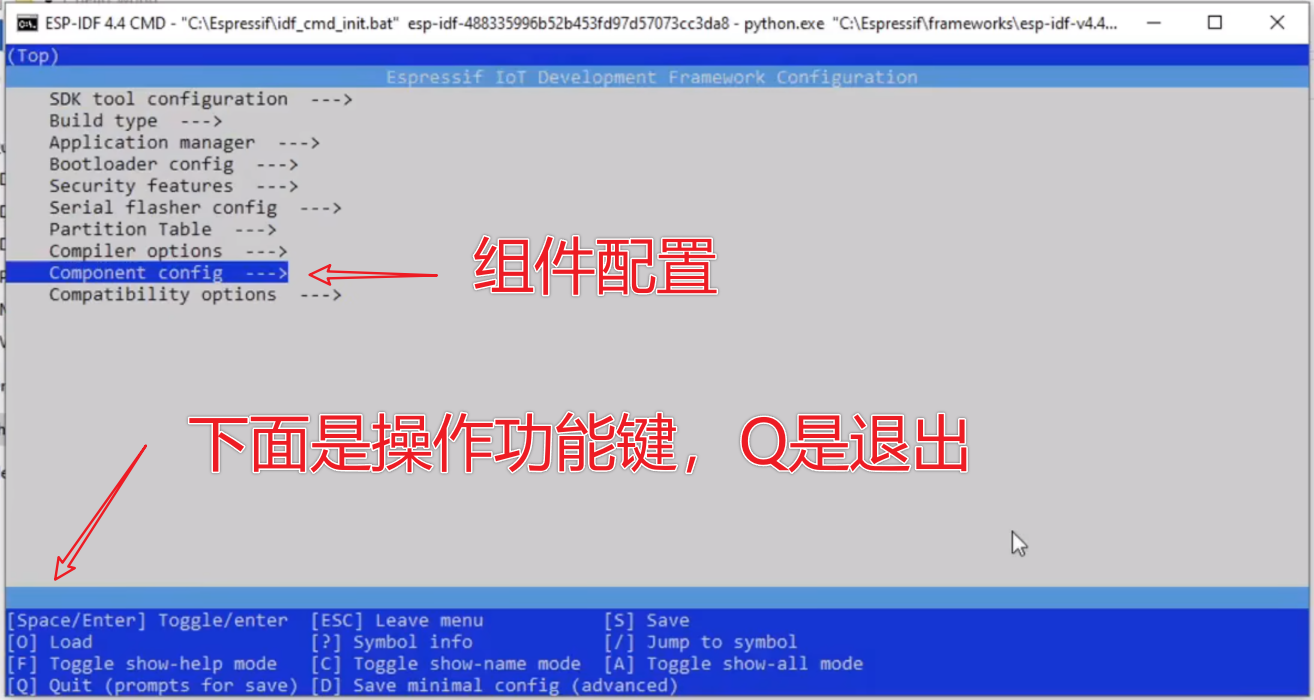 ESP-IDF 4.4 CMD - "C:\Espressif\idf_cmd_init.bat" esp-idf-488335996b52b453fd97d57073cc3da8 - python.exe "C:\Espressif\frameworks\esp-idf-v4.4...
(Top)
Espressif IoT Development Framework Configuration
SDK tool configuration --->
Build type --->
Application manager --->
Bootloader config --->
Security features --->
Serial flasher config --->
Partition Table --->
Compiler options --->
Component config --->
组件配置
Compatibility options --->
下面是操作功能键，Q是退出
[Space/Enter] Toggle/enter [ESC] Leave menu [S] Save
[O] Load [?] Symbol info [/] Jump to symbol
[F] Toggle show-help mode [C] Toggle show-name mode [A] Toggle show-all mode
[Q] Quit (prompts for save) [D] Save minimal config (advanced)